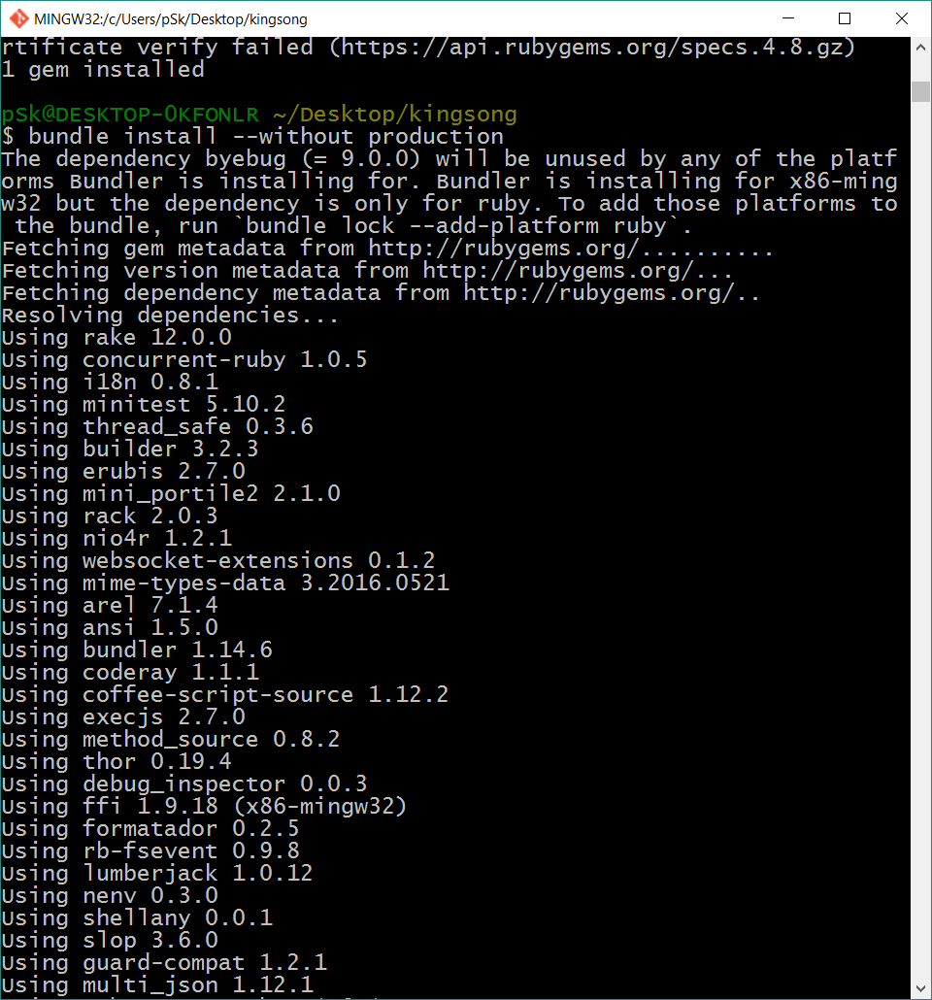 MINGW32:/c/Users/pSk/Desktop/kingsong
rtificate verify failed (https://api.rubygems.org/specs.4.8.gz)
1 gem installed
pSk@DESKTOP-0KFONLR ~/Desktop/kingsong
$ bundle install --without production
The dependency byebug (= 9.0.0) will be unused by any of the platf
orms Bundler is installing for. Bundler is installing for x86-ming
w32 but the dependency is only for ruby. To add those platforms to
 the bundle, run `bundle lock --add-platform ruby`.
Fetching gem metadata from http://rubygems.org/..........
Fetching version metadata from http://rubygems.org/...
Fetching dependency metadata from http://rubygems.org/..
Resolving dependencies...
Using rake 12.0.0
Using concurrent-ruby 1.0.5
Using i18n 0.8.1
Using minitest 5.10.2
Using thread_safe 0.3.6
Using builder 3.2.3
Using erubis 2.7.0
Using mini_portile2 2.1.0
Using rack 2.0.3
Using nio4r 1.2.1
Using websocket-extensions 0.1.2
Using mime-types-data 3.2016.0521
Using arel 7.1.4
Using ansi 1.5.0
Using bundler 1.14.6
Using coderay 1.1.1
Using coffee-script-source 1.12.2
Using execjs 2.7.0
Using method_source 0.8.2
Using thor 0.19.4
Using debug_inspector 0.0.3
Using ffi 1.9.18 (x86-mingw32)
Using formatador 0.2.5
Using rb-fsevent 0.9.8
Using lumberjack 1.0.12
Using nenv 0.3.0
Using shellany 0.0.1
Using slop 3.6.0
Using guard-compat 1.2.1
Using multi_json 1.12.1